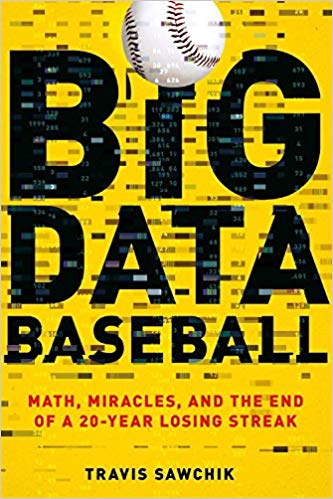 BiG
DATA
BASEBALL
MATH, MIRACLES, AND THE END
OF A 20-YEAR LOSING STREAK
TRAVIS SAWCHIK